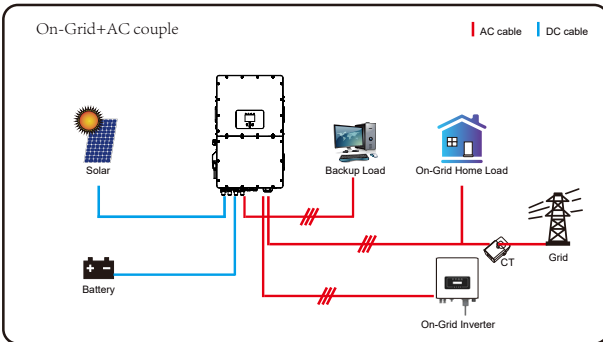 On-Grid+AC couple
AC cable
DC cable
Solar
Backup Load
On-Grid Home Load
CT
Grid
Battery
On-Grid Inverter